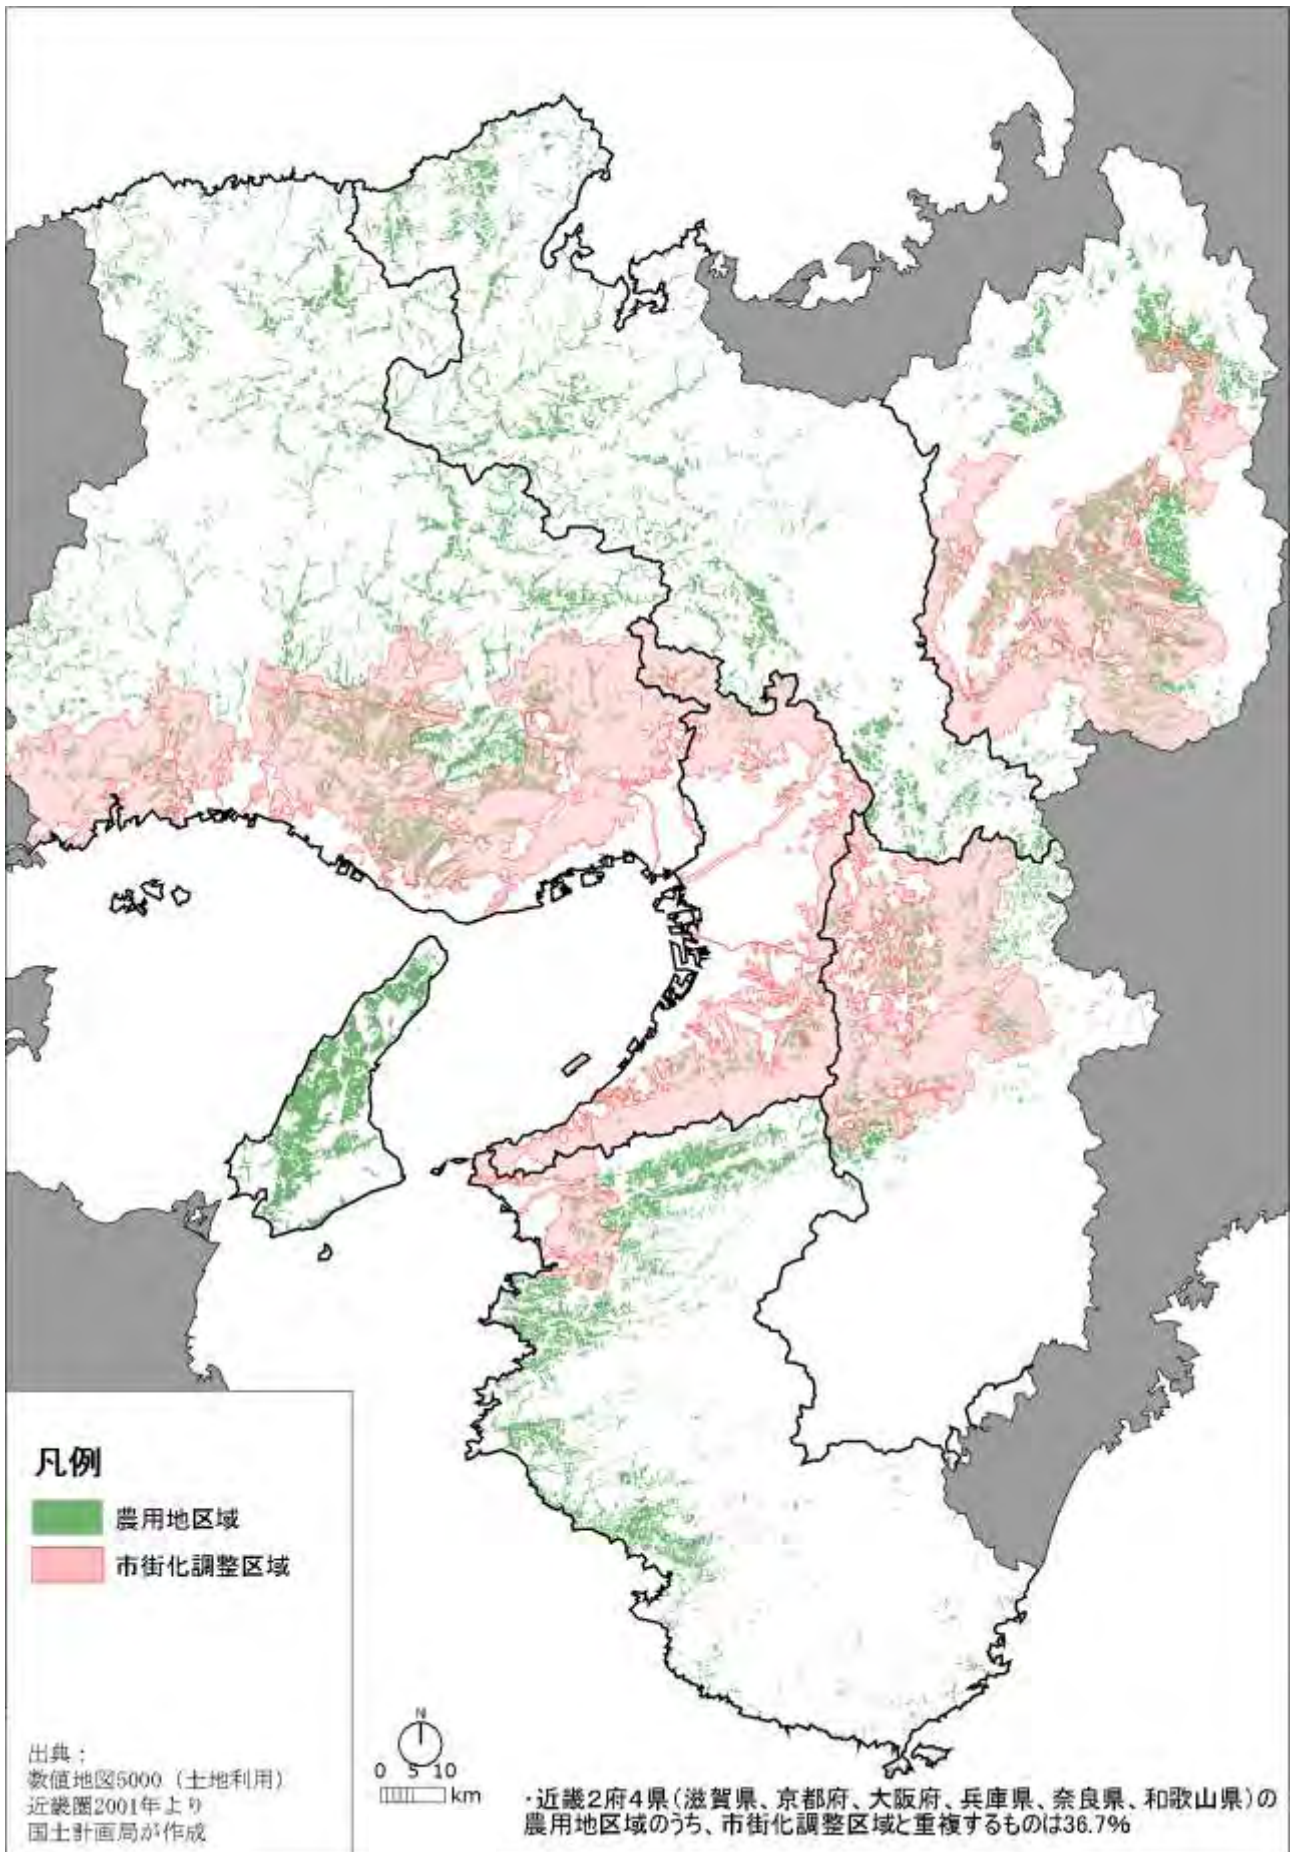 凡例
農用地区域
市街化調整区域
出典：
数値地図5000（土地利用）
近畿圏2001年より
国土計画局が作成
N
0 5 10
km
・近畿2府4県（滋賀県、京都府、大阪府、兵庫県、奈良県、和歌山県）の
農用地区域のうち、市街化調整区域と重複するものは36.7%